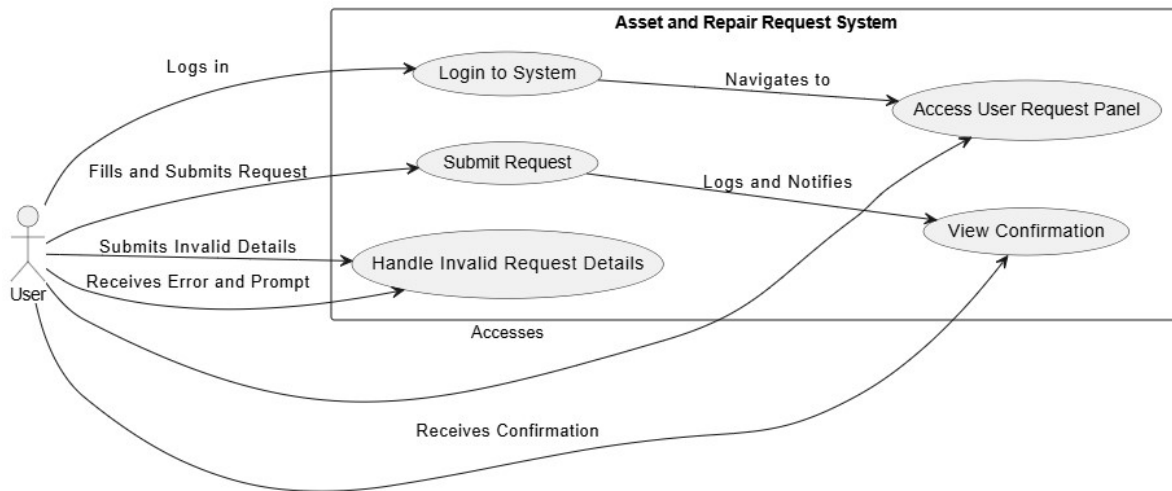 Asset and Repair Request System
Logs in
Login to System
Navigates to
Access User Request Panel
Fills and Submits Request
Submit Request
Logs and Notifies
View Confirmation
Submits Invalid Details
Handle Invalid Request Details
Receives Error and Prompt
User
Accesses
Receives Confirmation